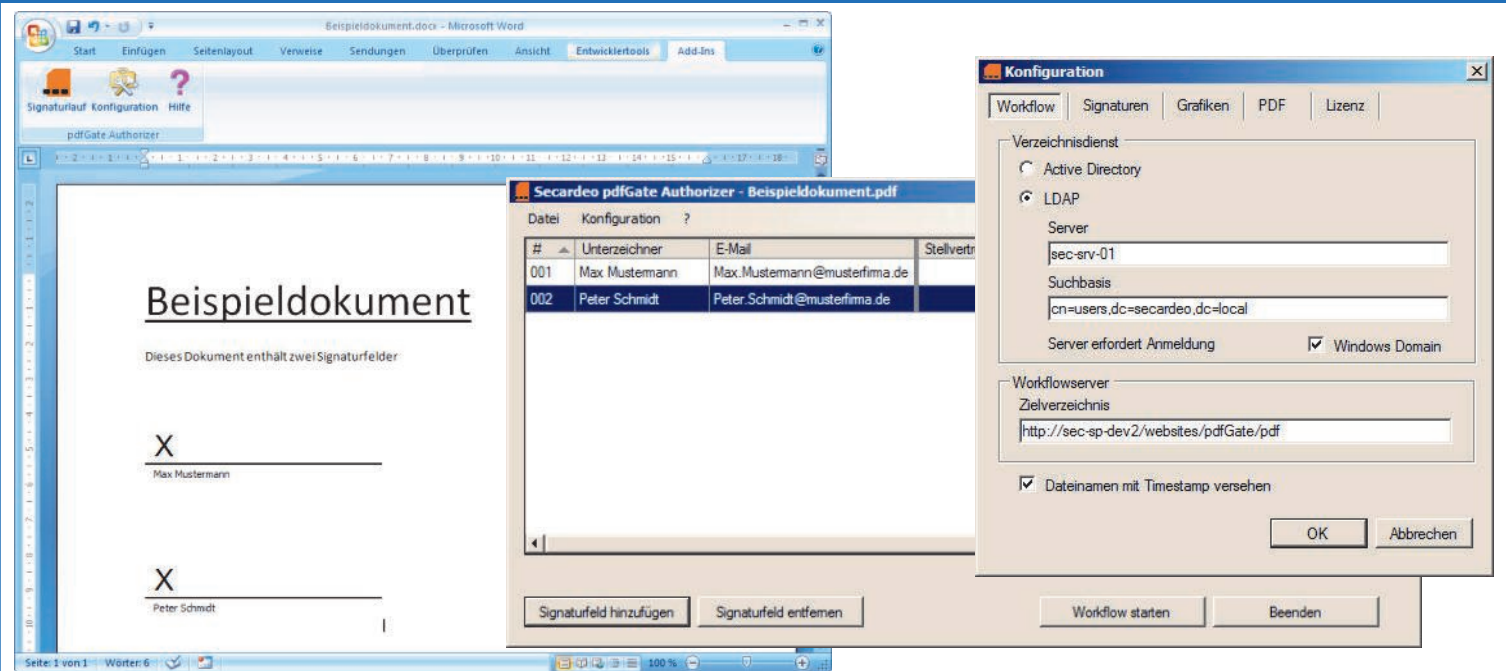 Beispieldokument.docx - Microsoft Word
Start Einfügen Seitenlayout Verweise Sendungen Überprüfen Ansicht Entwicklertools Add-Ins
Signaturlauf Konfiguration Hilfe
pdfGate Authorizer
Beispieldokument
Dieses Dokument enthält zwei Signaturfelder
X
Max Mustermann
X
Peter Schmidt
Seite: 1 von 1 Wörter: 6 100 %
Secardeo pdfGate Authorizer - Beispieldokument.pdf
Datei Konfiguration ?
# Unterzeichner E-Mail Stellvertr
001 Max Mustermann Max.Mustermann@musterfirma.de
002 Peter Schmidt Peter.Schmidt@musterfirma.de
Signaturfeld hinzufügen Signaturfeld entfernen Workflow starten Beenden
Konfiguration
Workflow Signaturen Grafiken PDF Lizenz
Verzeichnisdienst
Active Directory
LDAP
Server
sec-srv-01
Suchbasis
cn=users,dc=secardeo,dc=local
Server erfordert Anmeldung Windows Domain
Workflowserver
Zielverzeichnis
http://sec-sp-dev2/websites/pdfGate/pdf
Dateinamen mit Timestamp versehen
OK Abbrechen